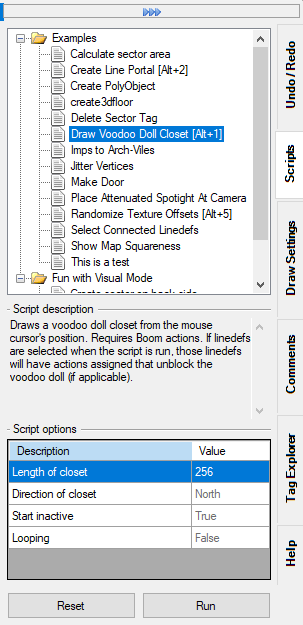 Examples
Calculate sector area
Create Line Portal [Alt+2]
Create PolyObject
create3dfloor
Delete Sector Tag
Draw Voodoo Doll Closet [Alt+1]
Imps to Arch-Viles
Jitter Vertices
Make Door
Place Attenuated Spotlight At Camera
Randomize Texture Offsets [Alt+5]
Select Connected Linedefs
Show Map Squareness
This is a test
Fun with Visual Mode
Create sector on back side
Script description
Draws a voodoo doll closet from the mouse
cursor's position. Requires Boom actions. If linedefs
are selected when the script is run, those linedefs
will have actions assigned that unblock the
voodoo doll (if applicable).
Script options
Description Value
Length of closet 256
Direction of closet North
Start inactive True
Looping False
Reset Run
Undo / Redo
Scripts
Draw Settings
Comments
Tag Explorer
Help